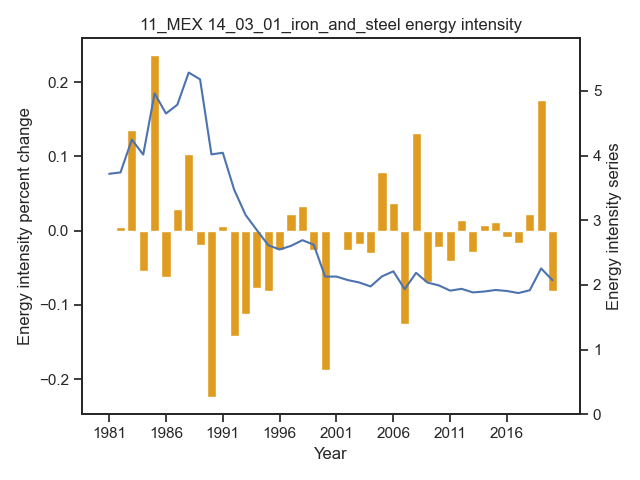 11_MEX 14_03_01_iron_and_steel energy intensity
Energy intensity percent change
0.2
0.1
0.0
−0.1
−0.2
5
4
3
2
1
0
Energy intensity series
1981 1986 1991 1996 2001 2006 2011 2016
Year